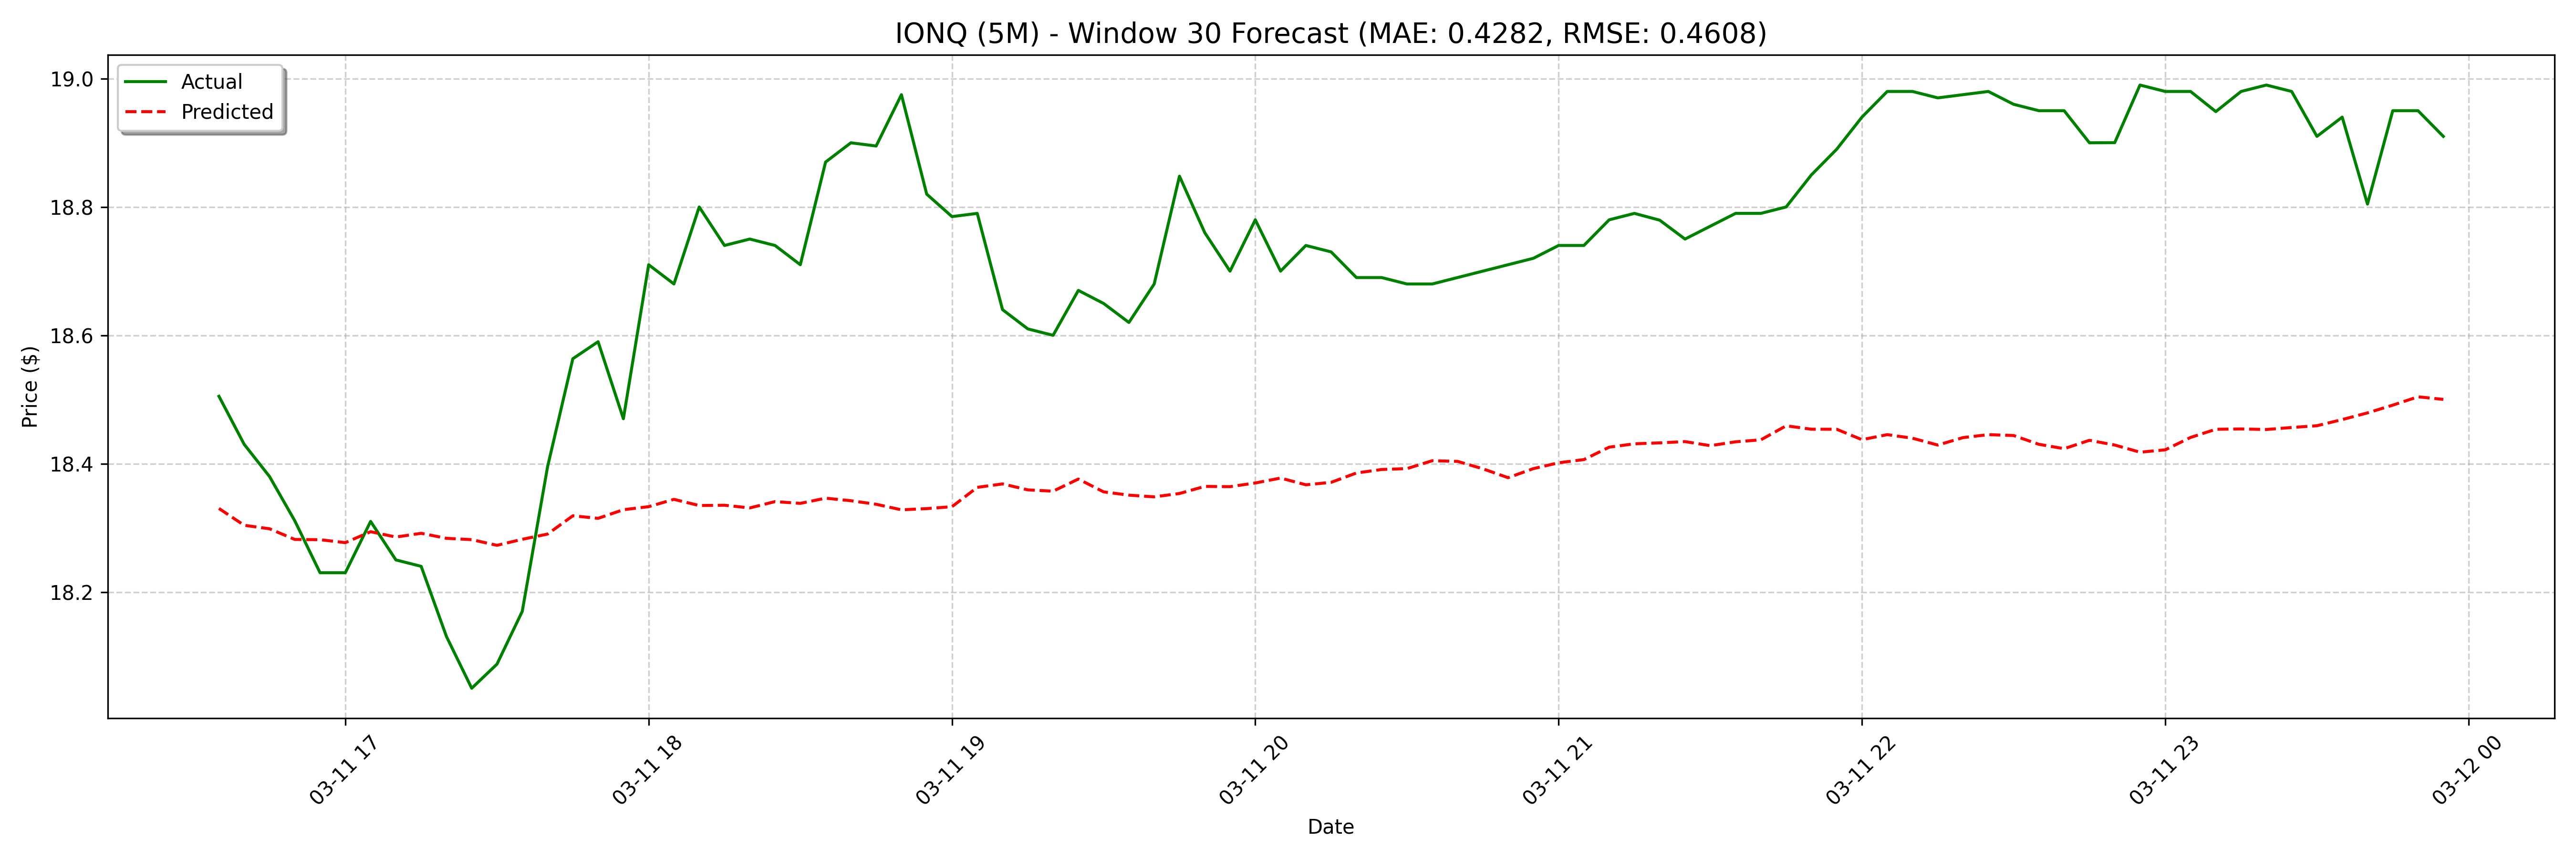 IONQ (5M) - Window 30 Forecast (MAE: 0.4282, RMSE: 0.4608)
Actual
Predicted
Price ($)
19.0
18.8
18.6
18.4
18.2
03-11 17
03-11 18
03-11 19
03-11 20
03-11 21
03-11 22
03-11 23
03-12 00
Date